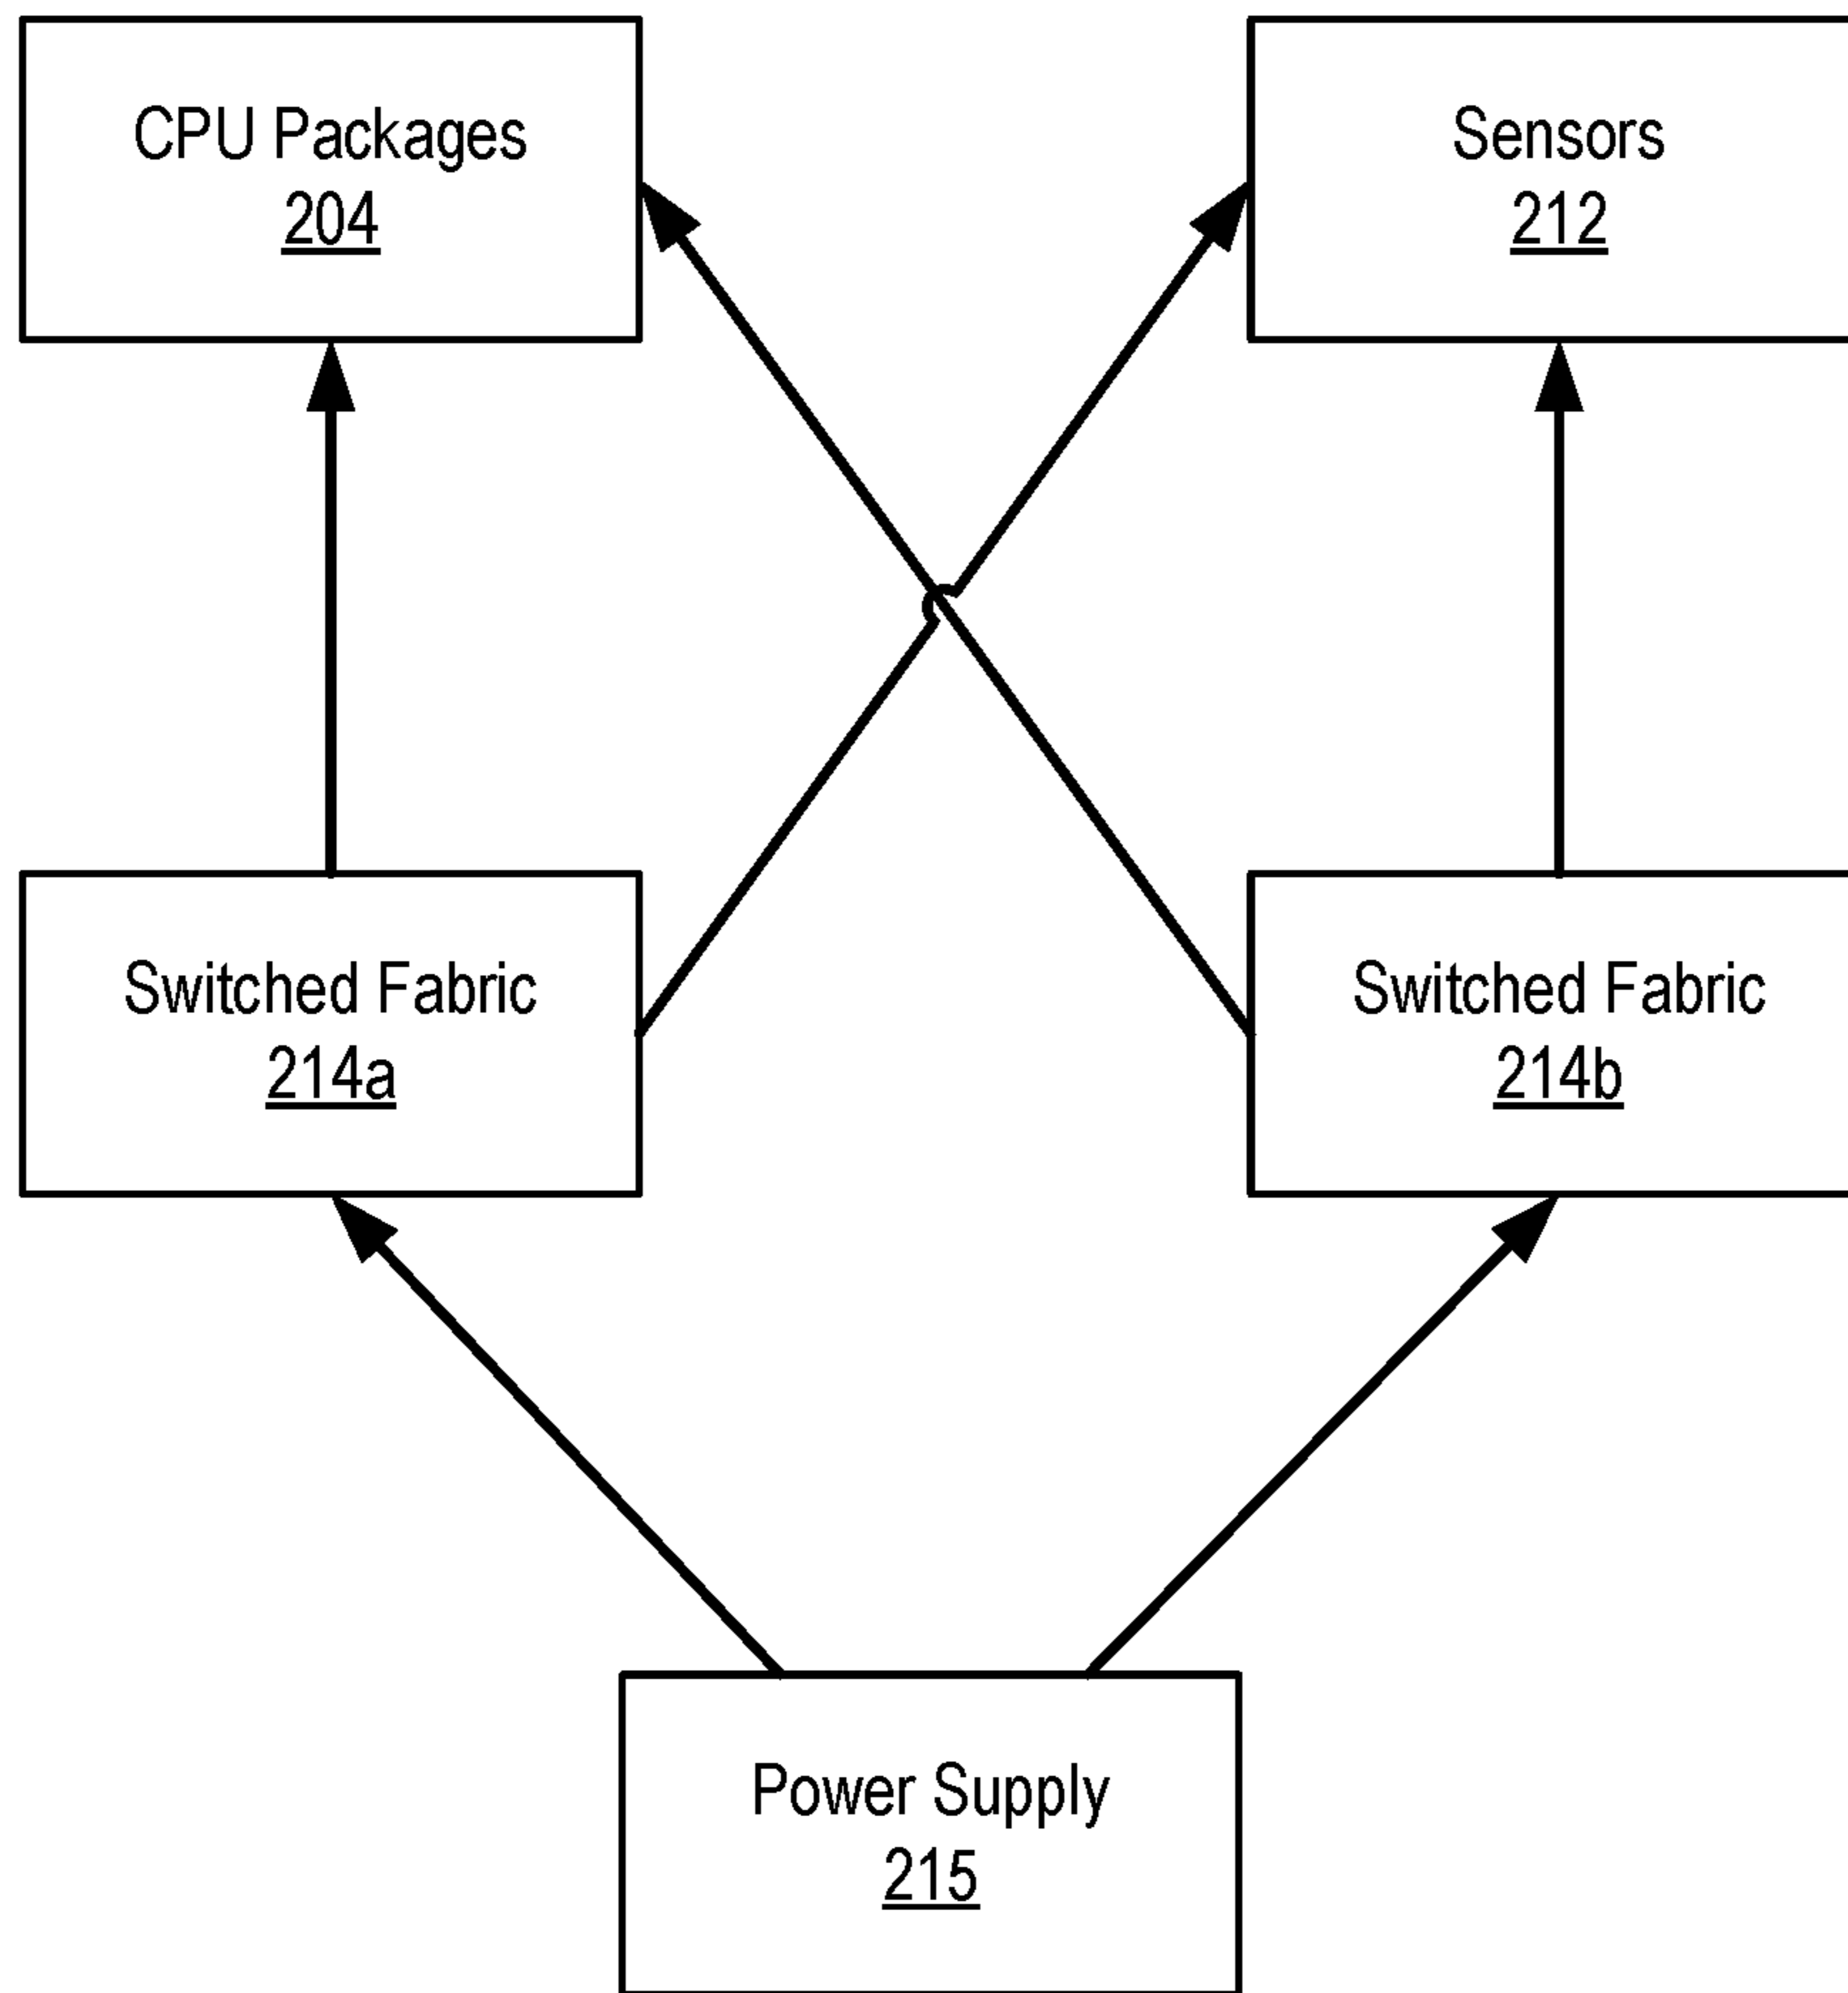 CPU Packages
204
Sensors
212
Switched Fabric
214a
Switched Fabric
214b
Power Supply
215